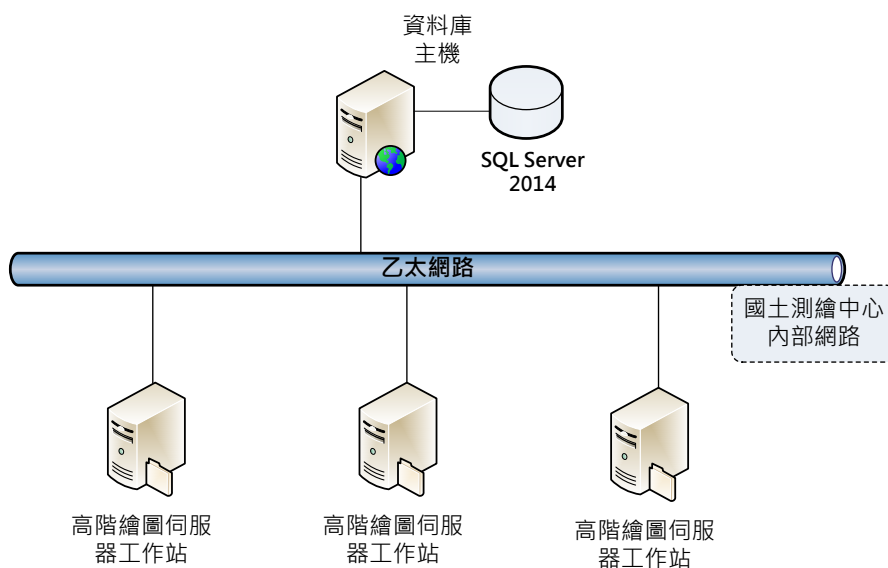 資料庫
主機
SQL Server
2014
乙太網路
國土測繪中心
內部網路
高階繪圖伺服
器工作站
高階繪圖伺服
器工作站
高階繪圖伺服
器工作站